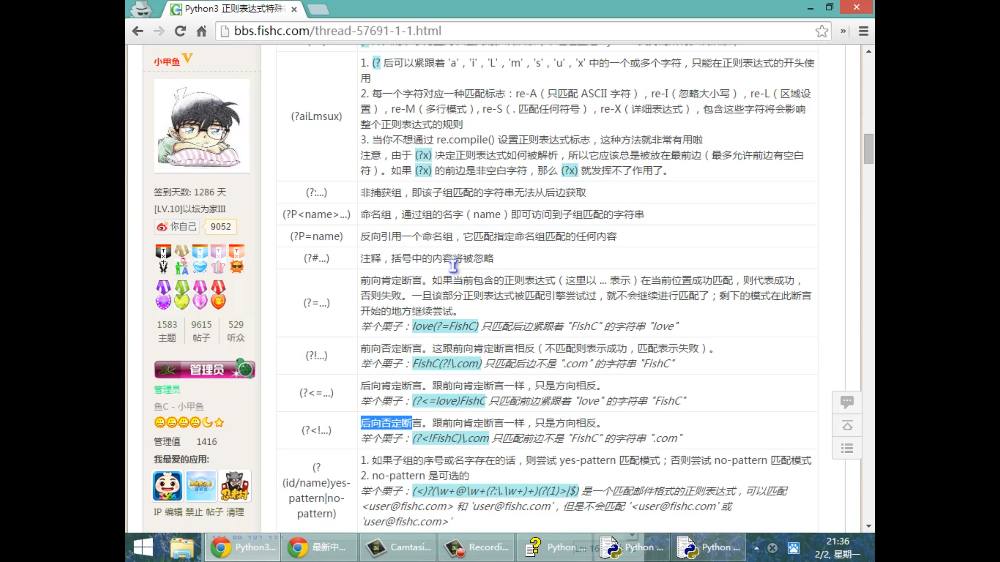 Python3 正则表达式特殊
bbs.fishc.com/thread-57691-1-1.html
小甲鱼
签到天数: 1286 天
[LV.10]以坛为家III
你自己 9052
1583 9615 529
主题 帖子 听众
管理员
管理员
鱼C - 小甲鱼
管理值 1416
我最爱的应用:
3366
忍者村
IP 编辑 禁止 帖子 清理
(?aiLmsux)
1. (? 后可以紧跟着 'a'，'i'，'L'，'m'，'s'，'u'，'x' 中的一个或多个字符，只能在正则表达式的开头使
用
2. 每一个字符对应一种匹配标志：re-A（只匹配 ASCII 字符），re-I（忽略大小写），re-L（区域设
置），re-M（多行模式）, re-S（. 匹配任何符号），re-X（详细表达式），包含这些字符将会影响
整个正则表达式的规则
3. 当你不想通过 re.compile() 设置正则表达式标志，这种方法就非常有用啦
注意，由于 (?x) 决定正则表达式如何被解析，所以它应该总是被放在最前边（最多允许前边有空白
符）。如果 (?x) 的前边是非空白字符，那么 (?x) 就发挥不了作用了。
(?:...) 非捕获组，即该子组匹配的字符串无法从后边获取
(?P<name>...) 命名组，通过组的名字（name）即可访问到子组匹配的字符串
(?P=name) 反向引用一个命名组，它匹配指定命名组匹配的任何内容
(?#...) 注释，括号中的内容将被忽略
(?=...)
前向肯定断言。如果当前包含的正则表达式（这里以 ... 表示）在当前位置成功匹配，则代表成功，
否则失败。一旦该部分正则表达式被匹配引擎尝试过，就不会继续进行匹配了；剩下的模式在此断言
开始的地方继续尝试。
举个栗子：love(?=FishC) 只匹配后边紧跟着 "FishC" 的字符串 "love"
(?!...)
前向否定断言。这跟前向肯定断言相反（不匹配则表示成功，匹配表示失败）。
举个栗子：FishC(?!\.com) 只匹配后边不是 ".com" 的字符串 "FishC"
(?<=...)
后向肯定断言。跟前向肯定断言一样，只是方向相反。
举个栗子：(?<=love)FishC 只匹配前边紧跟着 "love" 的字符串 "FishC"
(?<!...)
后向否定断言。跟前向肯定断言一样，只是方向相反。
举个栗子：(?<!FishC)\.com 只匹配前边不是 "FishC" 的字符串 ".com"
(?
(id/name)yes-
pattern|no-
pattern)
1. 如果子组的序号或名字存在的话，则尝试 yes-pattern 匹配模式；否则尝试 no-pattern 匹配模式
2. no-pattern 是可选的
举个栗子：(<)?(\w+@\w+(?:\.\w+)+)(?(1)>|$) 是一个匹配邮件格式的正则表达式，可以匹配
<user@fishc.com> 和 'user@fishc.com'，但是不会匹配 '<user@fishc.com' 或
'user@fishc.com>'
Python3... 最新中... Camtasi... Recordi... Python ... Python ... Python ...
21:36
2/2, 星期一